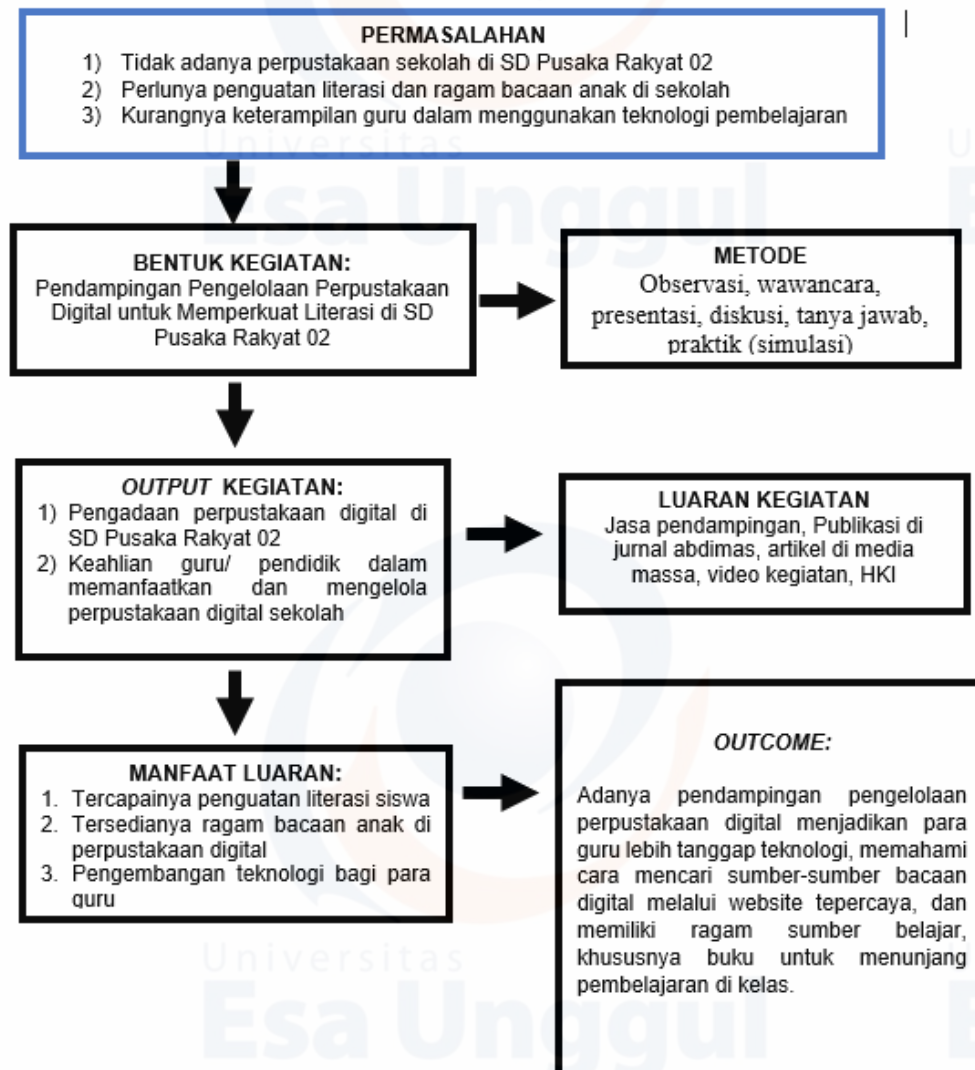 PERMASALAHAN
1) Tidak adanya perpustakaan sekolah di SD Pusaka Rakyat 02
2) Perlunya penguatan literasi dan ragam bacaan anak di sekolah
3) Kurangnya keterampilan guru dalam menggunakan teknologi pembelajaran
Universitas
Esa Unggul
BENTUK KEGIATAN:
Pendampingan Pengelolaan Perpustakaan
Digital untuk Memperkuat Literasi di SD
Pusaka Rakyat 02
METODE
Observasi, wawancara,
presentasi, diskusi, tanya jawab,
praktik (simulasi)
OUTPUT KEGIATAN:
1) Pengadaan perpustakaan digital di
SD Pusaka Rakyat 02
2) Keahlian guru/ pendidik dalam
memanfaatkan dan mengelola
perpustakaan digital sekolah
LUARAN KEGIATAN
Jasa pendampingan, Publikasi di
jurnal abdimas, artikel di media
massa, video kegiatan, HKI
MANFAAT LUARAN:
1. Tercapainya penguatan literasi siswa
2. Tersedianya ragam bacaan anak di
perpustakaan digital
3. Pengembangan teknologi bagi para
guru
OUTCOME:
Adanya pendampingan pengelolaan
perpustakaan digital menjadikan para
guru lebih tanggap teknologi, memahami
cara mencari sumber-sumber bacaan
digital melalui website tepercaya, dan
memiliki ragam sumber belajar,
khususnya buku untuk menunjang
pembelajaran di kelas.
Universitas
Esa Unggul